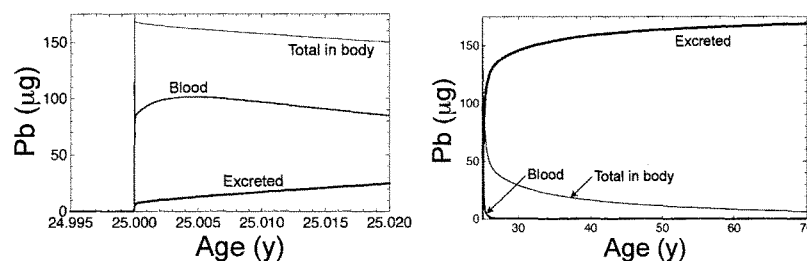 Pb (μg)
150
100
50
0
Total in body
Blood
Excreted
24.995 25.000 25.005 25.010 25.015 25.020
Age (y)
Pb (μg)
150
100
50
0
Excreted
Blood
Total in body
30 40 50 60 70
Age (y)